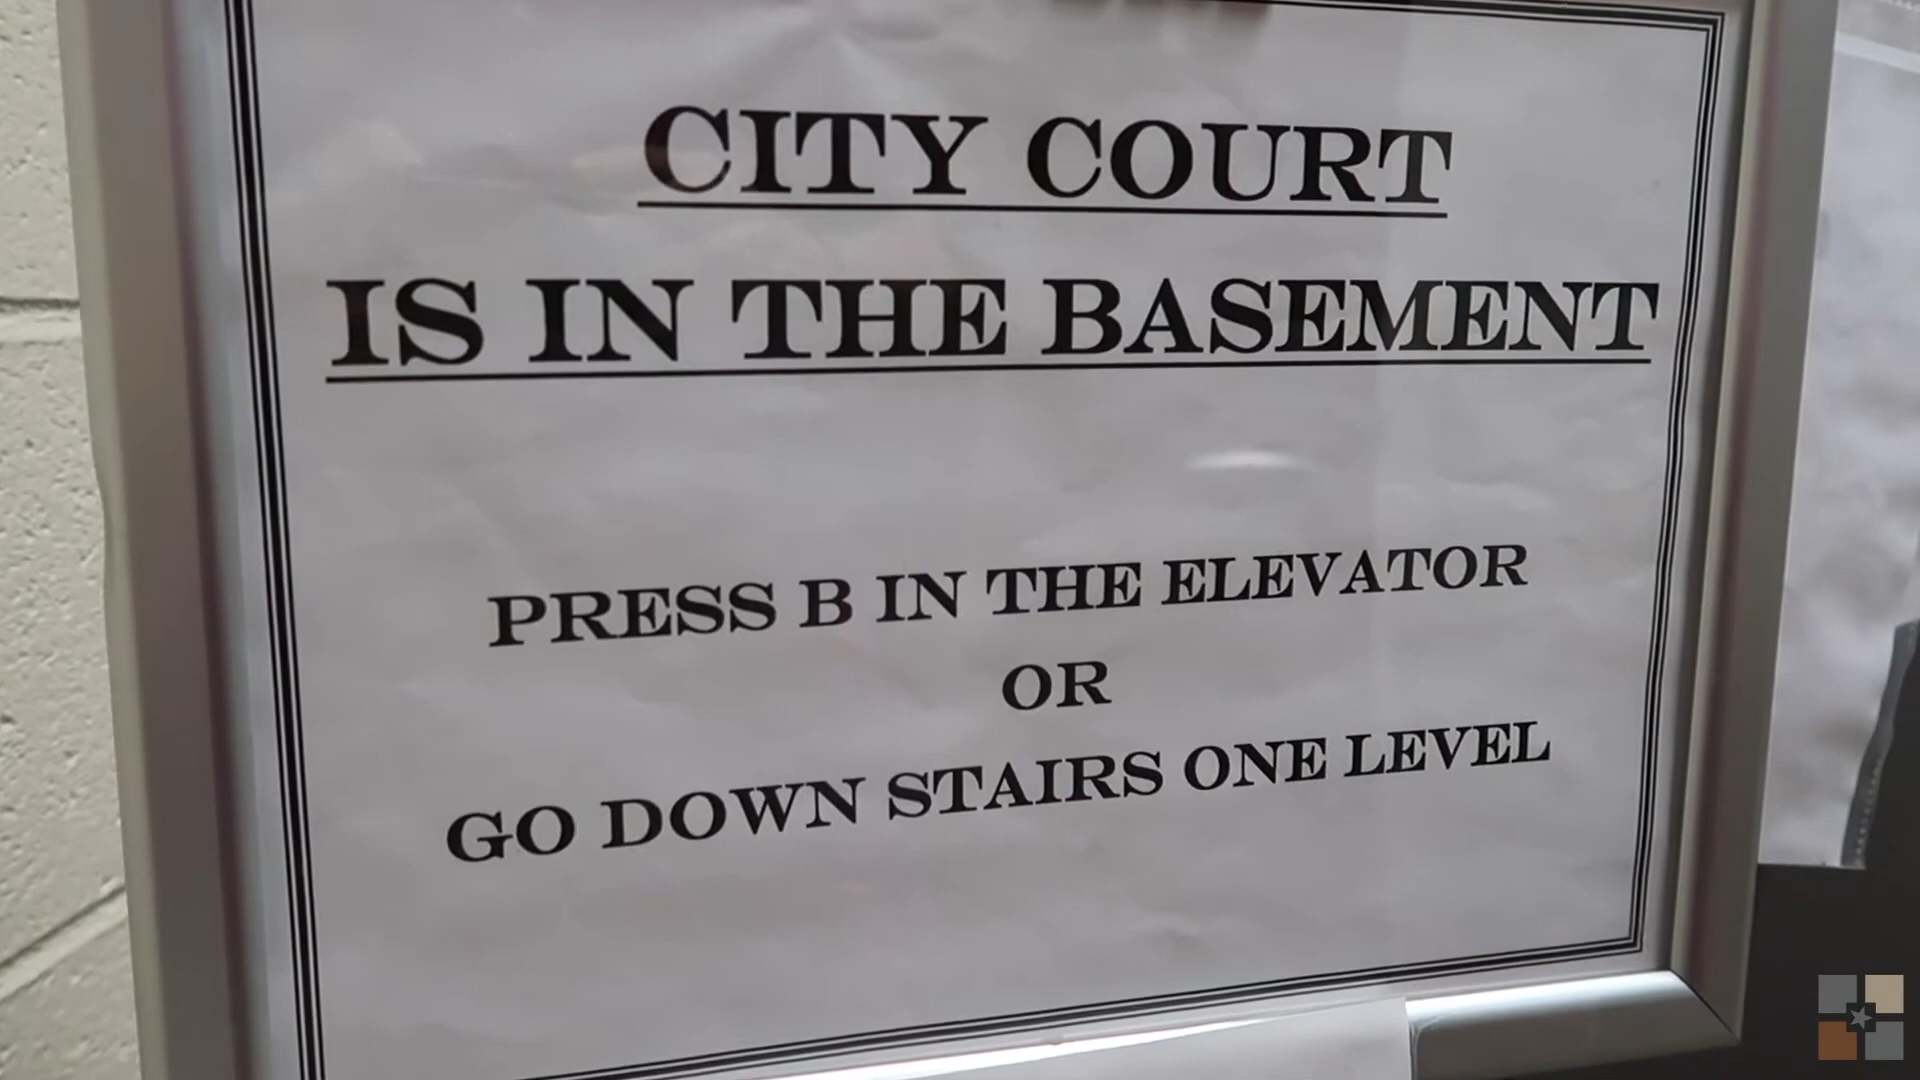 CITY COURT
IS IN THE BASEMENT
PRESS B IN THE ELEVATOR
OR
GO DOWN STAIRS ONE LEVEL